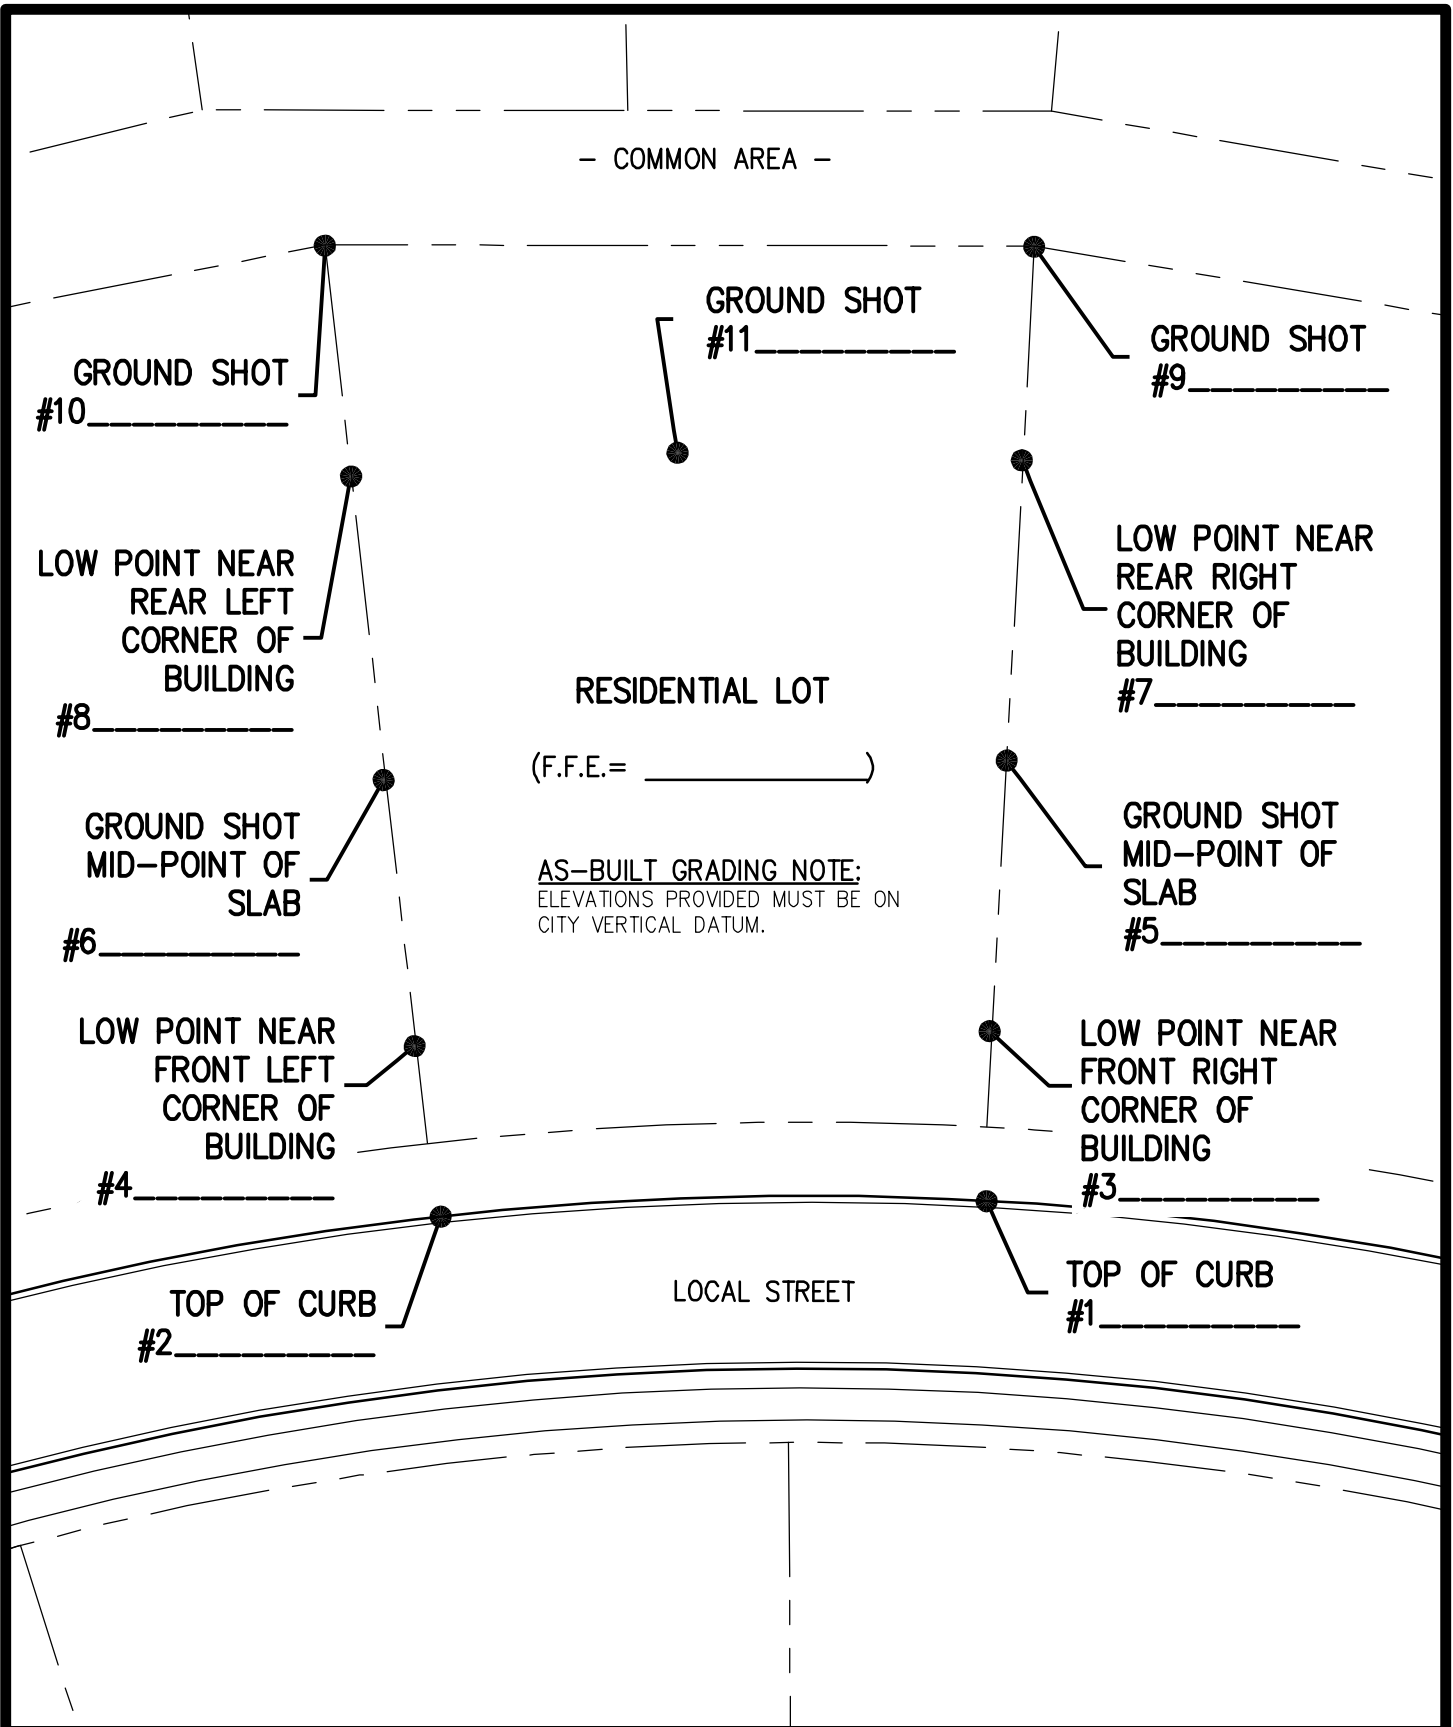 - COMMON AREA -
GROUND SHOT
#11_________
GROUND SHOT
#9_________
GROUND SHOT
#10_________
LOW POINT NEAR
REAR LEFT
CORNER OF
BUILDING
#8_________
LOW POINT NEAR
REAR RIGHT
CORNER OF
BUILDING
#7_________
RESIDENTIAL LOT
(F.F.E.= __________)
GROUND SHOT
MID-POINT OF
SLAB
#6_________
AS-BUILT GRADING NOTE:
ELEVATIONS PROVIDED MUST BE ON
CITY VERTICAL DATUM.
GROUND SHOT
MID-POINT OF
SLAB
#5_________
LOW POINT NEAR
FRONT LEFT
CORNER OF
BUILDING
#4_________
LOW POINT NEAR
FRONT RIGHT
CORNER OF
BUILDING
#3_________
TOP OF CURB
#2_________
LOCAL STREET
TOP OF CURB
#1_________